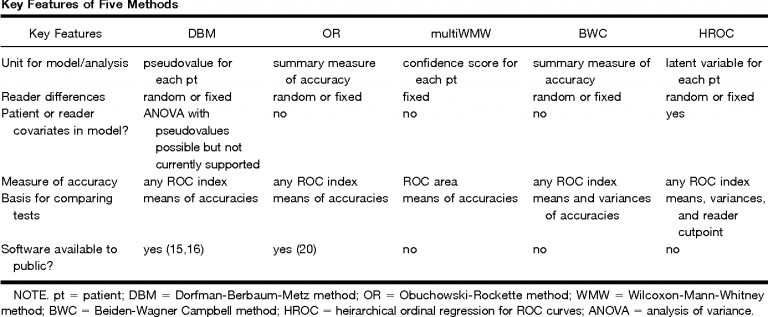 Key Features of Five Methods
Key Features DBM OR multiWMW BWC HROC
Unit for model/analysis pseudovalue for summary measure confidence score for summary measure of latent variable for
each pt of accuracy each pt accuracy each pt
Reader differences random or fixed random or fixed fixed random or fixed random or fixed
Patient or reader ANOVA with no no no yes
covariates in model? pseudovalues
possible but not
currently supported
Measure of accuracy any ROC index any ROC index ROC area any ROC index any ROC index
Basis for comparing means of accuracies means of accuracies means of accuracies means and variances means, variances,
tests of accuracies and reader
cutpoint
Software available to yes (15,16) yes (20) no no no
public?
NOTE. pt = patient; DBM = Dorfman-Berbaum-Metz method; OR = Obuchowski-Rockette method; WMW = Wilcoxon-Mann-Whitney
method; BWC = Beiden-Wagner Campbell method; HROC = heirarchical ordinal regression for ROC curves; ANOVA = analysis of variance.